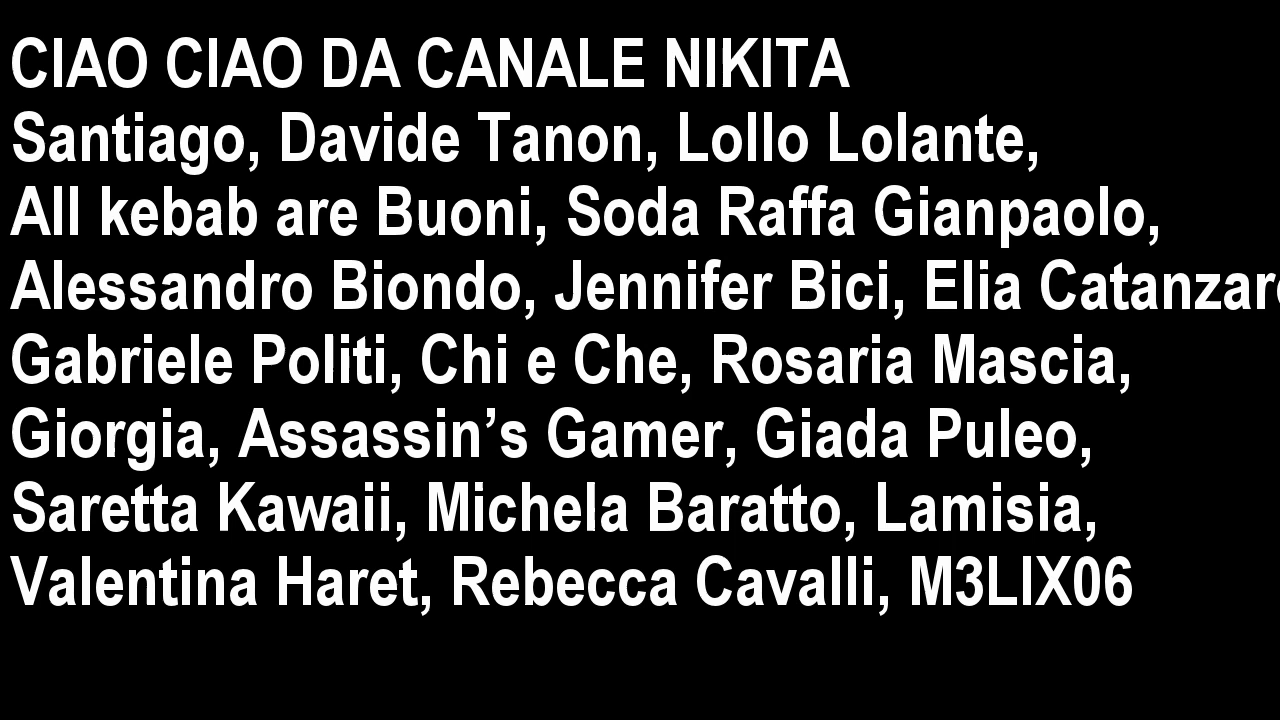 CIAO CIAO DA CANALE NIKITA
Santiago, Davide Tanon, Lollo Lolante,
All kebab are Buoni, Soda Raffa Gianpaolo,
Alessandro Biondo, Jennifer Bici, Elia
Gabriele Politi, Chi e Che, Rosaria Mascia,
Giorgia, Assassin’s Gamer, Giada Puleo,
Saretta Kawaii, Michela Baratto, Lamisia,
Valentina Haret, Rebecca Cavalli, M3LIX06